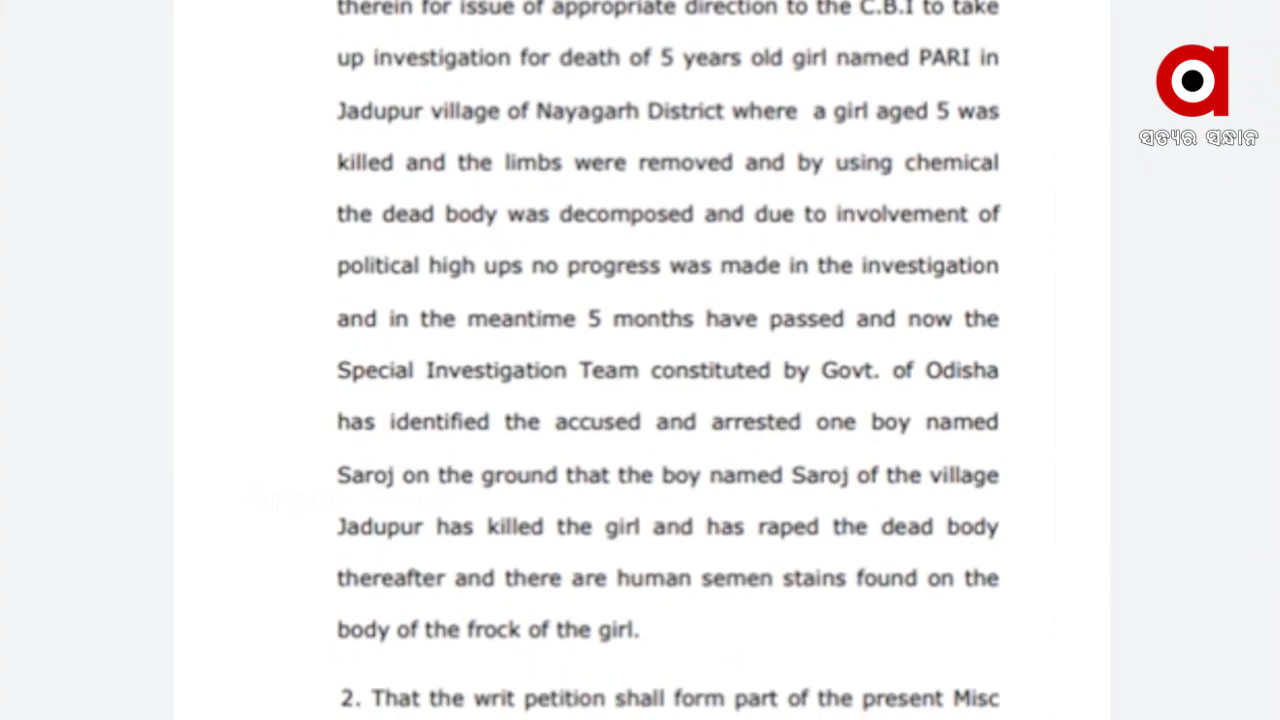 therein for issue of appropriate direction to the C.B.I to take
up investigation for death of 5 years old girl named PARI in
Jadupur village of Nayagarh District where a girl aged 5 was
killed and the limbs were removed and by using chemical
the dead body was decomposed and due to involvement of
political high ups no progress was made in the investigation
and in the meantime 5 months have passed and now the
Special Investigation Team constituted by Govt. of Odisha
has identified the accused and arrested one boy named
Saroj on the ground that the boy named Saroj of the village
Jadupur has killed the girl and has raped the dead body
thereafter and there are human semen stains found on the
body of the frock of the girl.
2. That the writ petition shall form part of the present Misc
ସତ୍ୟର ସନ୍ଧାନ